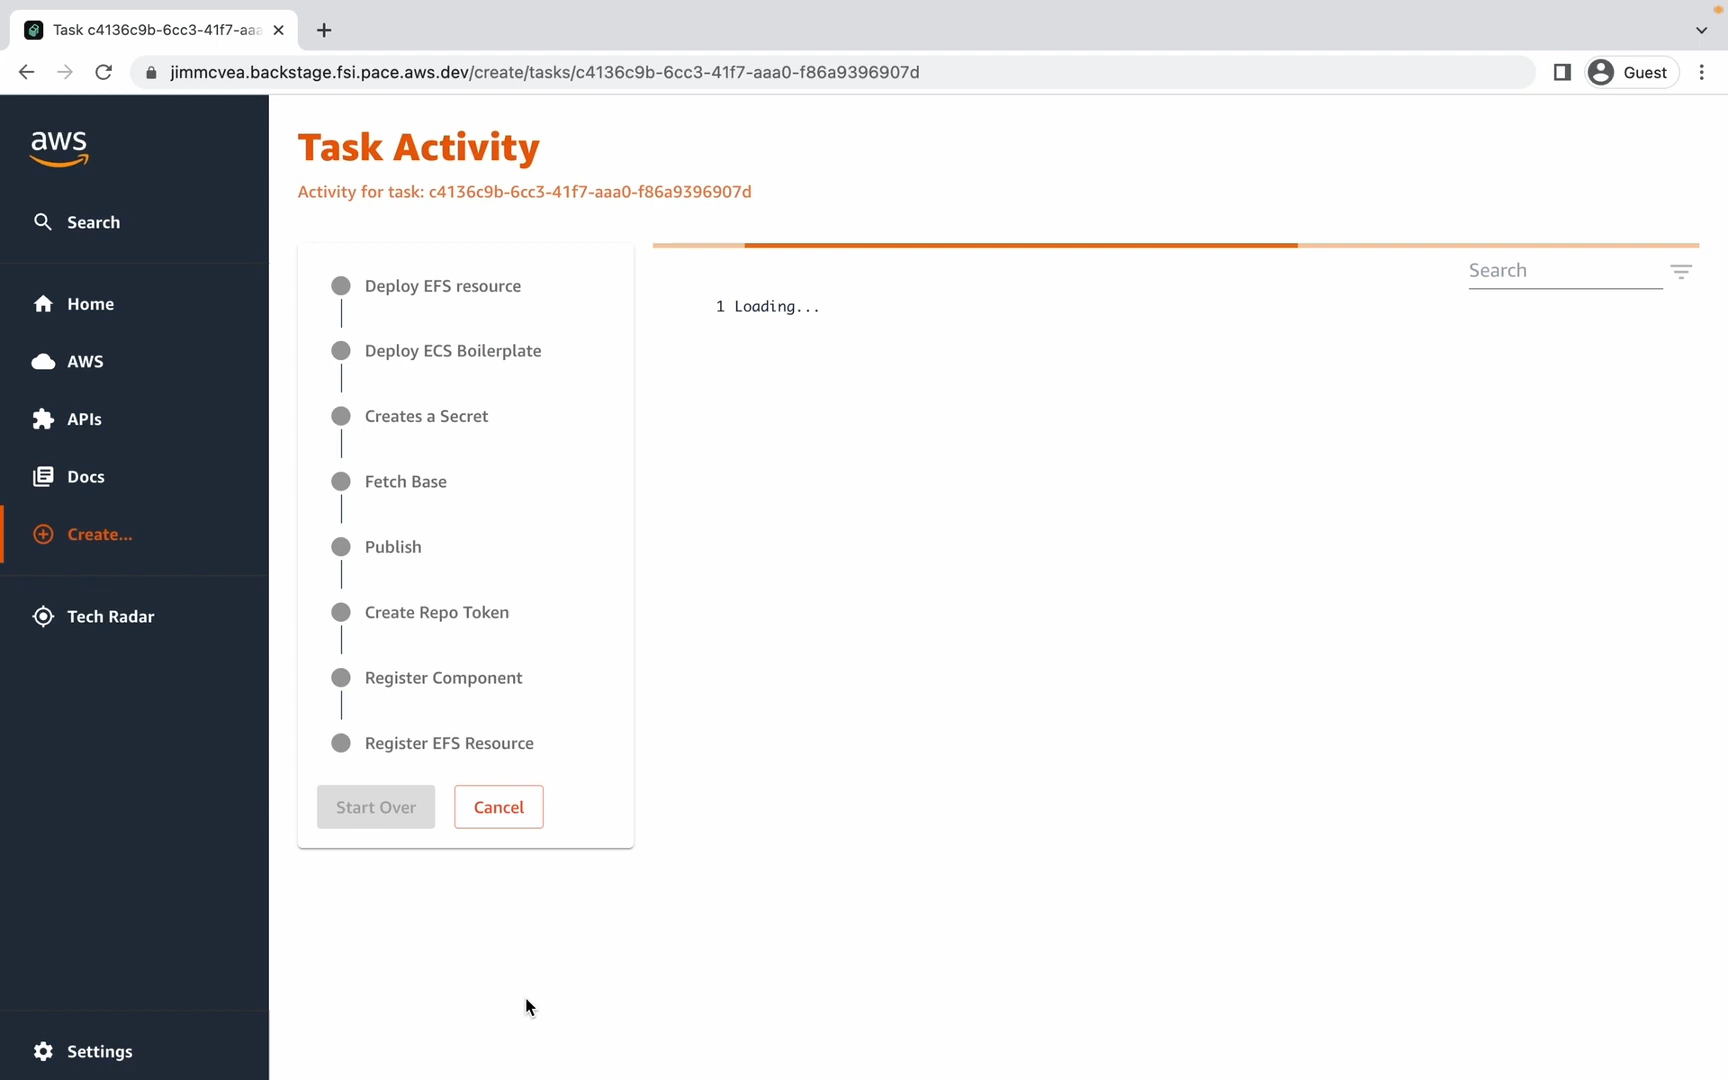 Task c4136c9b-6cc3-41f7-aaa
jimmcvea.backstage.fsi.pace.aws.dev/create/tasks/c4136c9b-6cc3-41f7-aaa0-f86a9396907d
Guest
aws
Search
Home
AWS
APIs
Docs
Create...
Tech Radar
Settings
Task Activity
Activity for task: c4136c9b-6cc3-41f7-aaa0-f86a9396907d
Deploy EFS resource
Deploy ECS Boilerplate
Creates a Secret
Fetch Base
Publish
Create Repo Token
Register Component
Register EFS Resource
Start Over Cancel
Search
1 Loading...